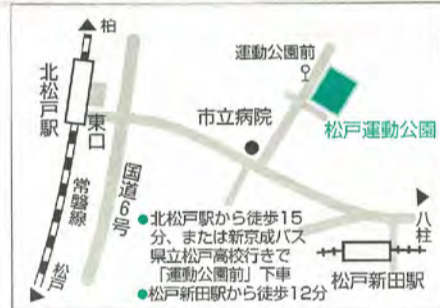 柏
北松戸駅
東口
国道6号
常磐線
松戸
運動公園前
市立病院
松戸運動公園
●北松戸駅から徒歩15
分、または新京成バス
県立松戸高校行きで
「運動公園前」下車
●松戸新田駅から徒歩12分
八柱
松戸新田駅